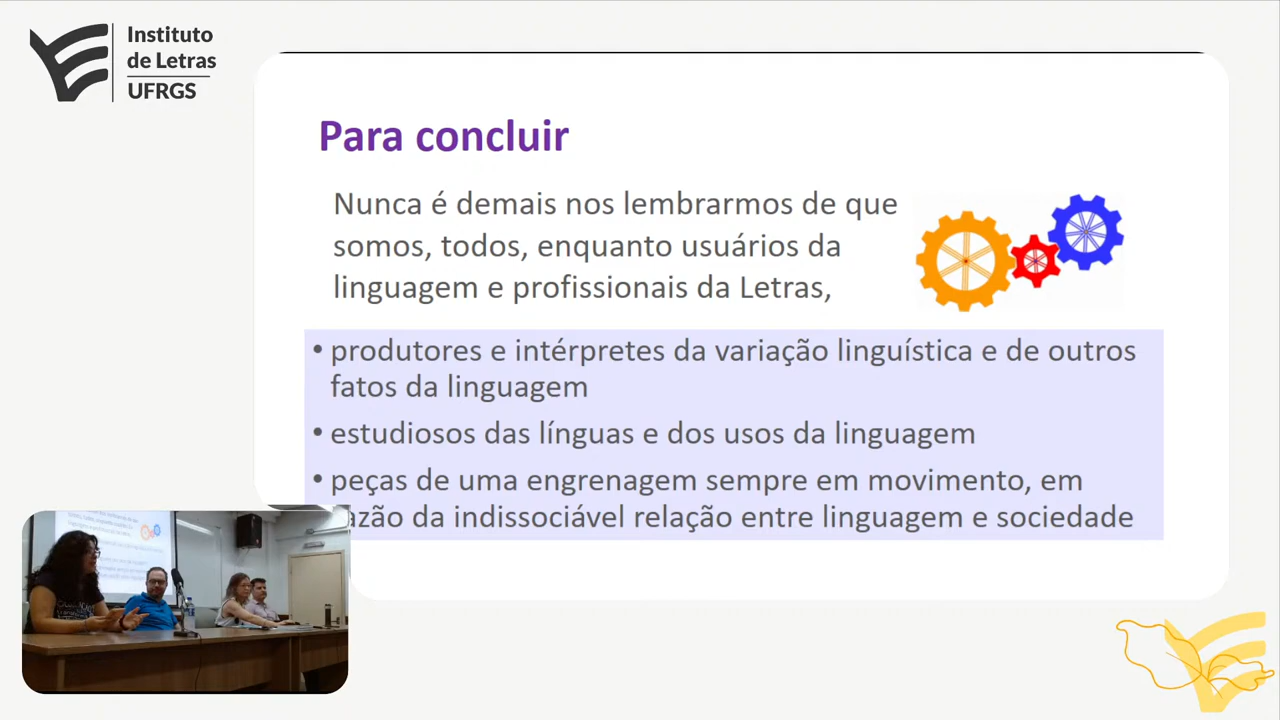 Instituto
de Letras
UFRGS
Para concluir
Nunca é demais nos lembrarmos de que
somos, todos, enquanto usuários da
linguagem e profissionais da Letras,
• produtores e intérpretes da variação linguística e de outros
fatos da linguagem
• estudiosos das línguas e dos usos da linguagem
• peças de uma engrenagem sempre em movimento, em
azão da indissociável relação entre linguagem e sociedade